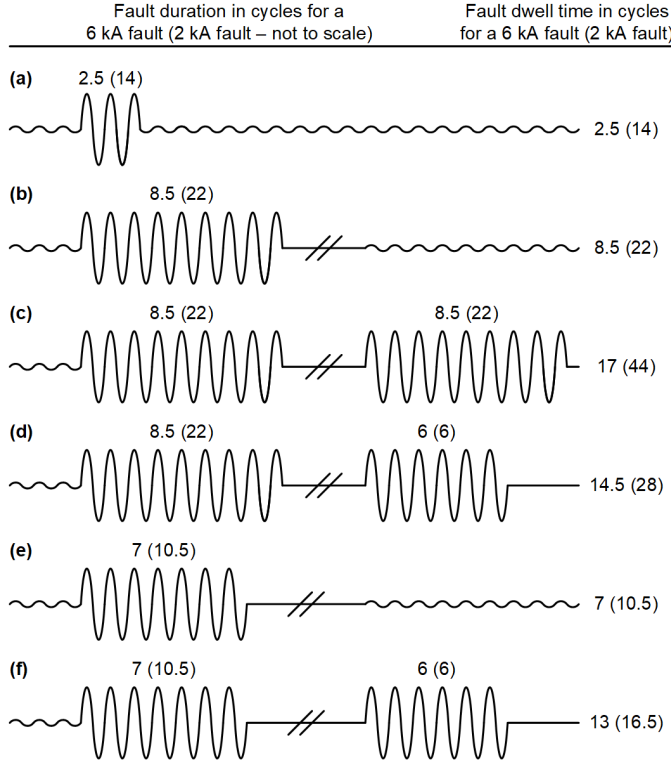 Fault duration in cycles for a
6 kA fault (2 kA fault – not to scale)
Fault dwell time in cycles
for a 6 kA fault (2 kA fault)
(a)
2.5 (14)
2.5 (14)
(b)
8.5 (22)
8.5 (22)
(c)
8.5 (22)
8.5 (22)
17 (44)
(d)
8.5 (22)
6 (6)
14.5 (28)
(e)
7 (10.5)
7 (10.5)
(f)
7 (10.5)
6 (6)
13 (16.5)